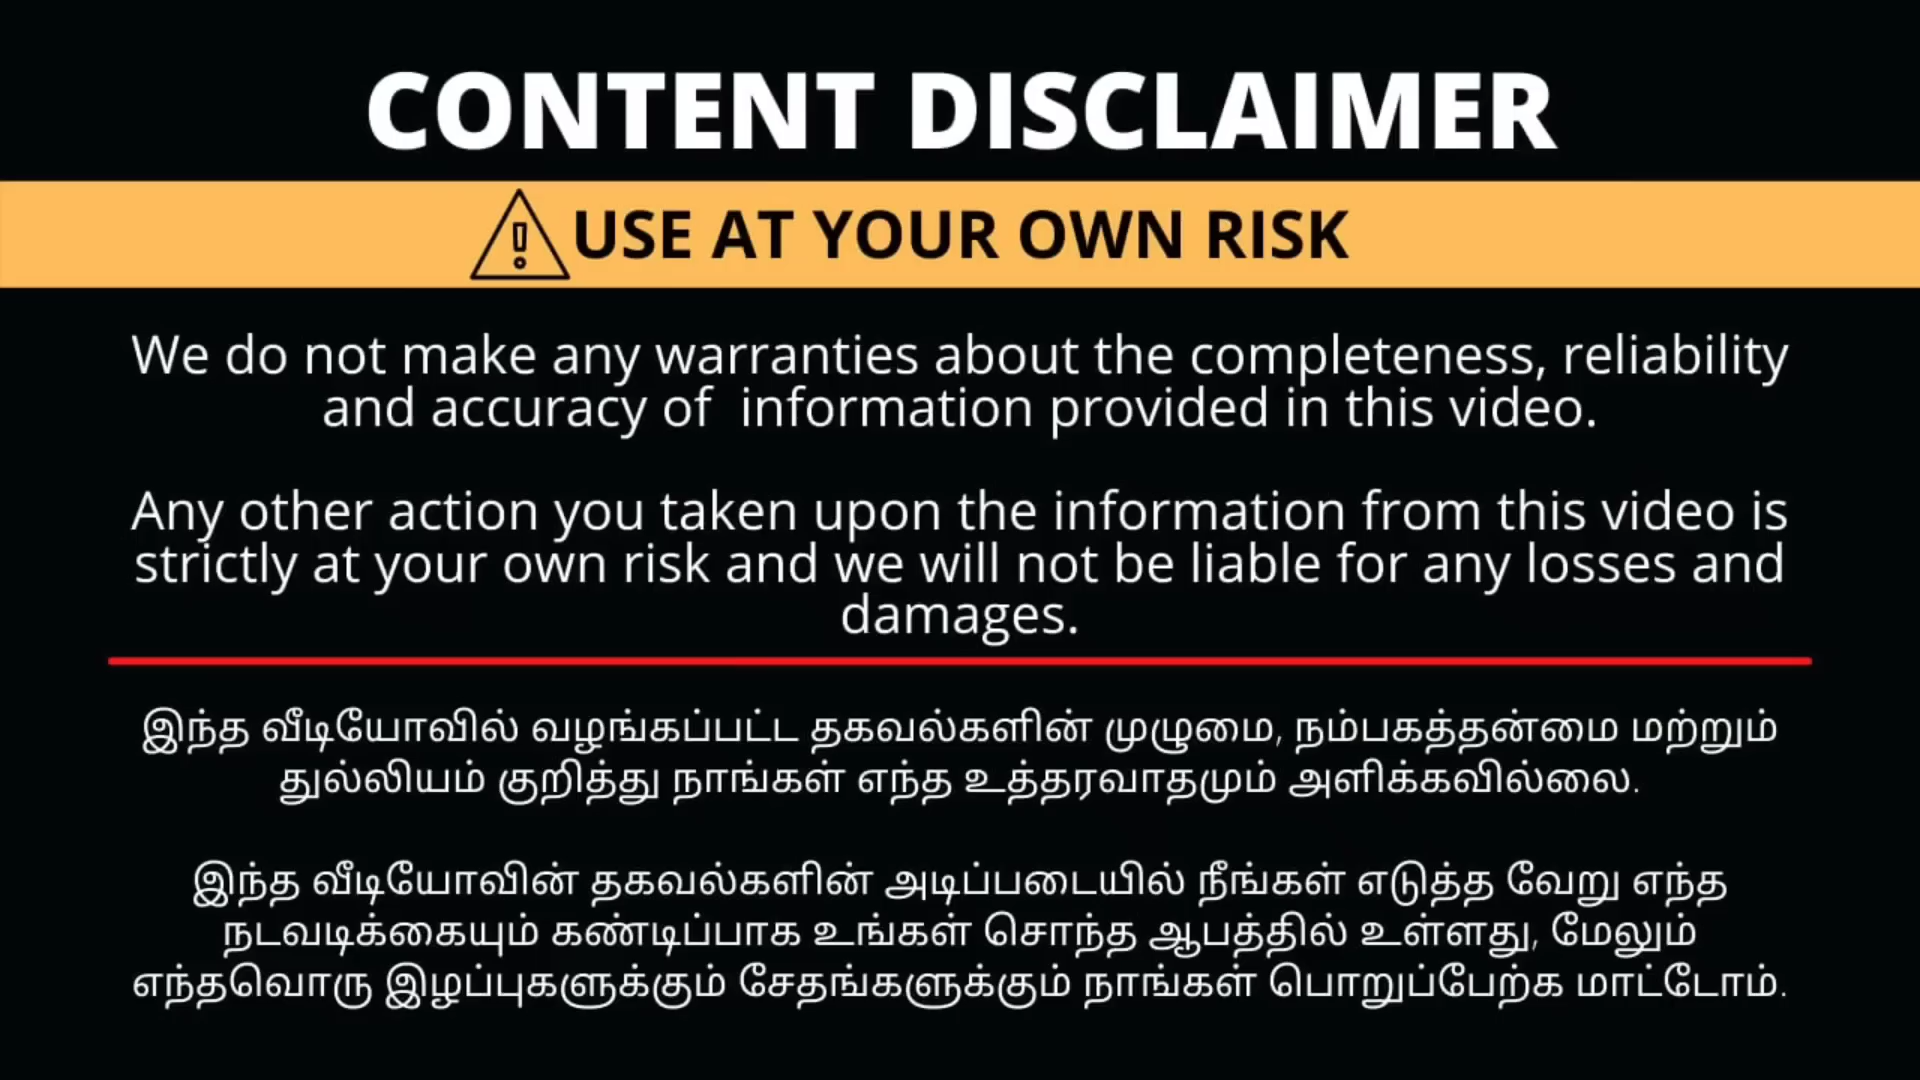 CONTENT DISCLAIMER
USE AT YOUR OWN RISK
We do not make any warranties about the completeness, reliability
and accuracy of information provided in this video.
Any other action you taken upon the information from this video is
strictly at your own risk and we will not be liable for any losses and
damages.
இந்த வீடியோவில் வழங்கப்பட்ட தகவல்களின் முழுமை, நம்பகத்தன்மை மற்றும்
துல்லியம் குறித்து நாங்கள் எந்த உத்தரவாதமும் அளிக்கவில்லை.
இந்த வீடியோவின் தகவல்களின் அடிப்படையில் நீங்கள் எடுத்த வேறு எந்த
நடவடிக்கையும் கண்டிப்பாக உங்கள் சொந்த ஆபத்தில் உள்ளது, மேலும்
எந்தவொரு இழப்புகளுக்கும் சேதங்களுக்கும் நாங்கள் பொறுப்பேற்க மாட்டோம்.